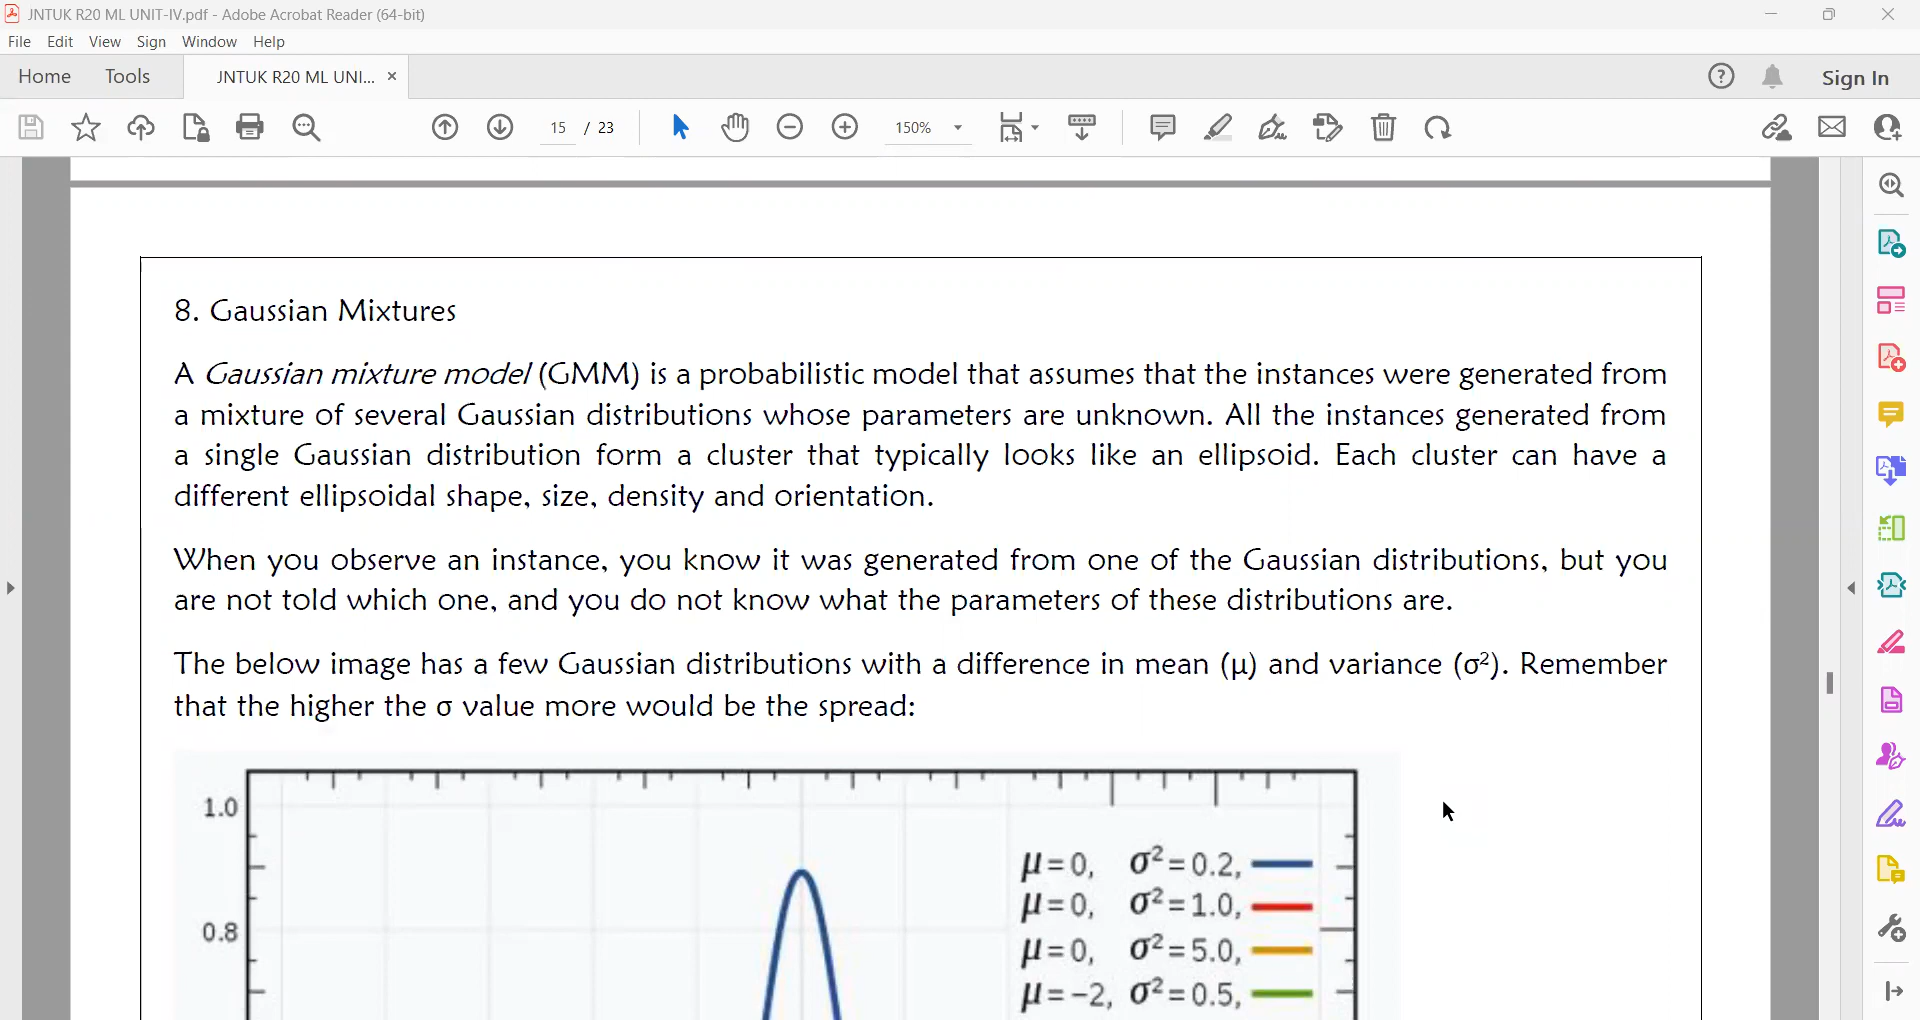 JNTUK R20 ML UNIT-IV.pdf - Adobe Acrobat Reader (64-bit)
File Edit View Sign Window Help
Home Tools JNTUK R20 ML UNI... × Sign In
15 / 23 150%
8. Gaussian Mixtures
A Gaussian mixture model (GMM) is a probabilistic model that assumes that the instances were generated from
a mixture of several Gaussian distributions whose parameters are unknown. All the instances generated from
a single Gaussian distribution form a cluster that typically looks like an ellipsoid. Each cluster can have a
different ellipsoidal shape, size, density and orientation.
When you observe an instance, you know it was generated from one of the Gaussian distributions, but you
are not told which one, and you do not know what the parameters of these distributions are.
The below image has a few Gaussian distributions with a difference in mean (μ) and variance (σ²). Remember
that the higher the σ value more would be the spread:
1.0
μ=0, σ²=0.2,
μ=0, σ²=1.0,
0.8
μ=0, σ²=5.0,
μ=-2, σ²=0.5,